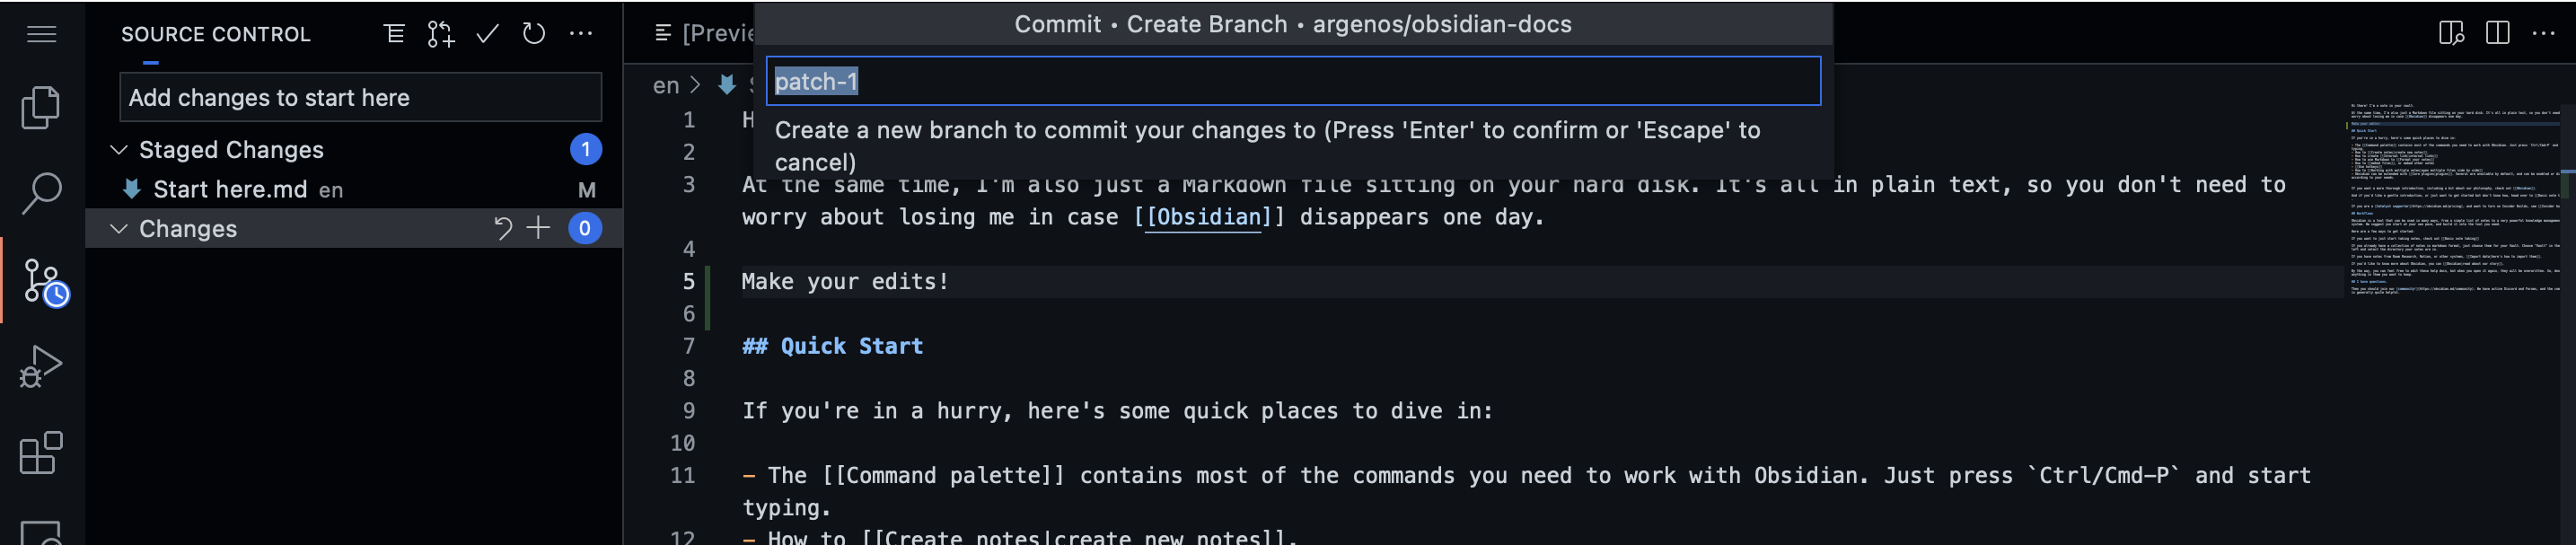 SOURCE CONTROL
Add changes to start here
Staged Changes
1
Start here.md en
M
Changes
0
[Previe
Commit • Create Branch • argenos/obsidian-docs
patch-1
Create a new branch to commit your changes to (Press 'Enter' to confirm or 'Escape' to
cancel)
en >
1 H
2
3 At the same time, I'm also just a Markdown file sitting on your hard disk. It's all in plain text, so you don't need to
worry about losing me in case [[Obsidian]] disappears one day.
4
5 Make your edits!
6
7 ## Quick Start
8
9 If you're in a hurry, here's some quick places to dive in:
10
11 - The [[Command palette]] contains most of the commands you need to work with Obsidian. Just press `Ctrl/Cmd-P` and start
typing.
12 - How to [[Create notes|create new notes]].